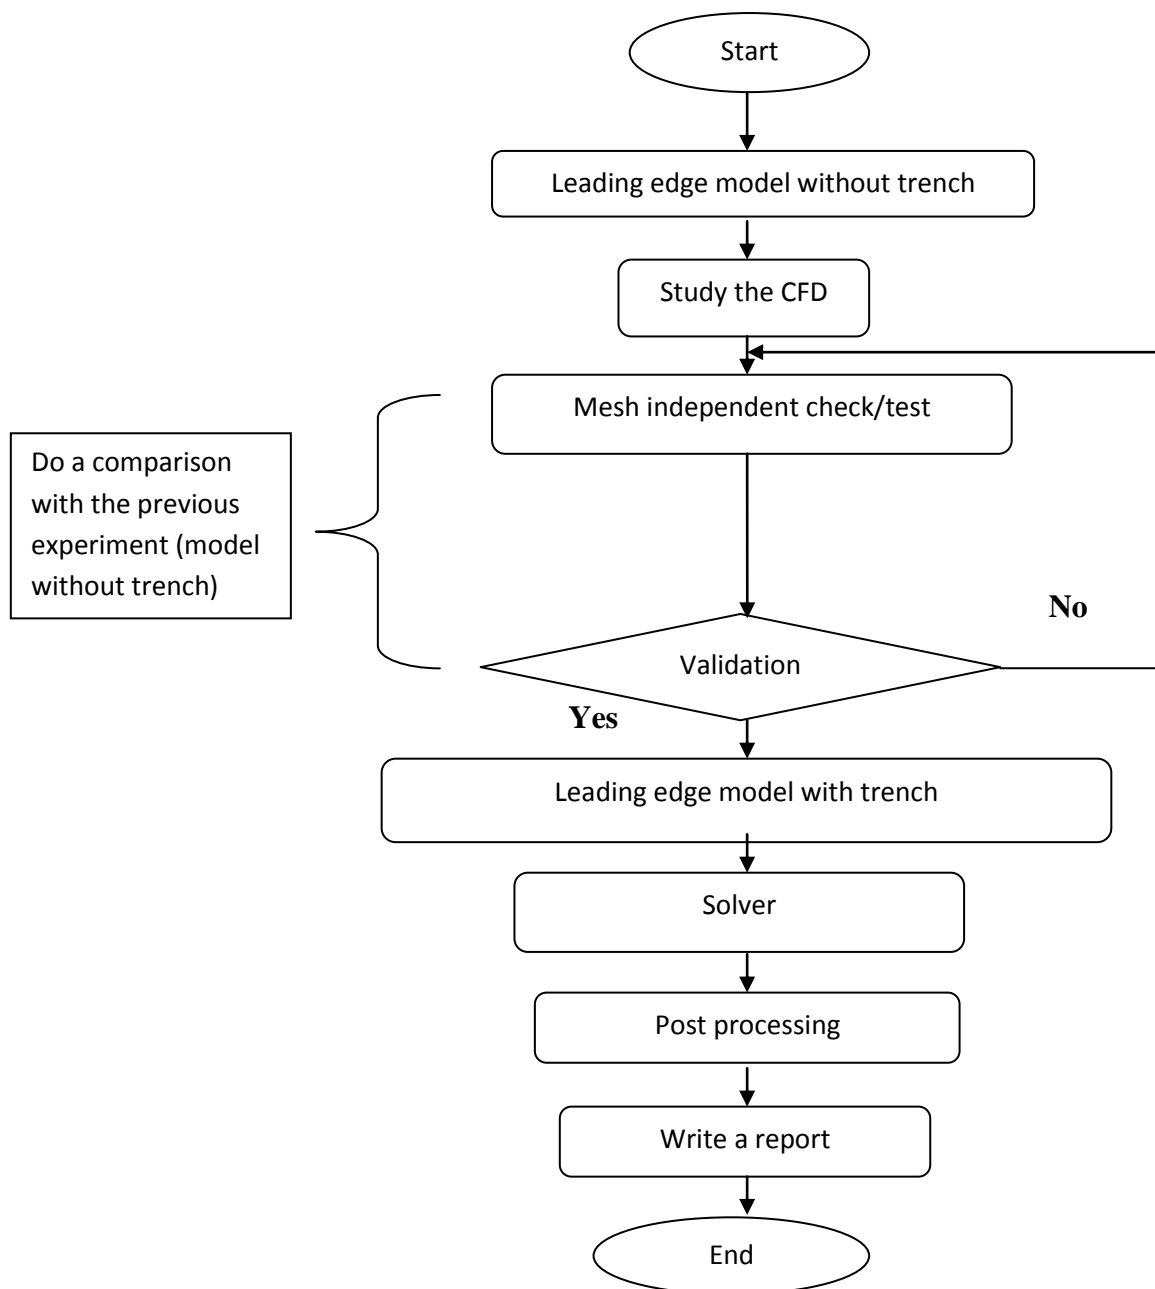 Start
Leading edge model without trench
Study the CFD
Mesh independent check/test
Do a comparison
with the previous
experiment (model
without trench)
No
Validation
Yes
Leading edge model with trench
Solver
Post processing
Write a report
End